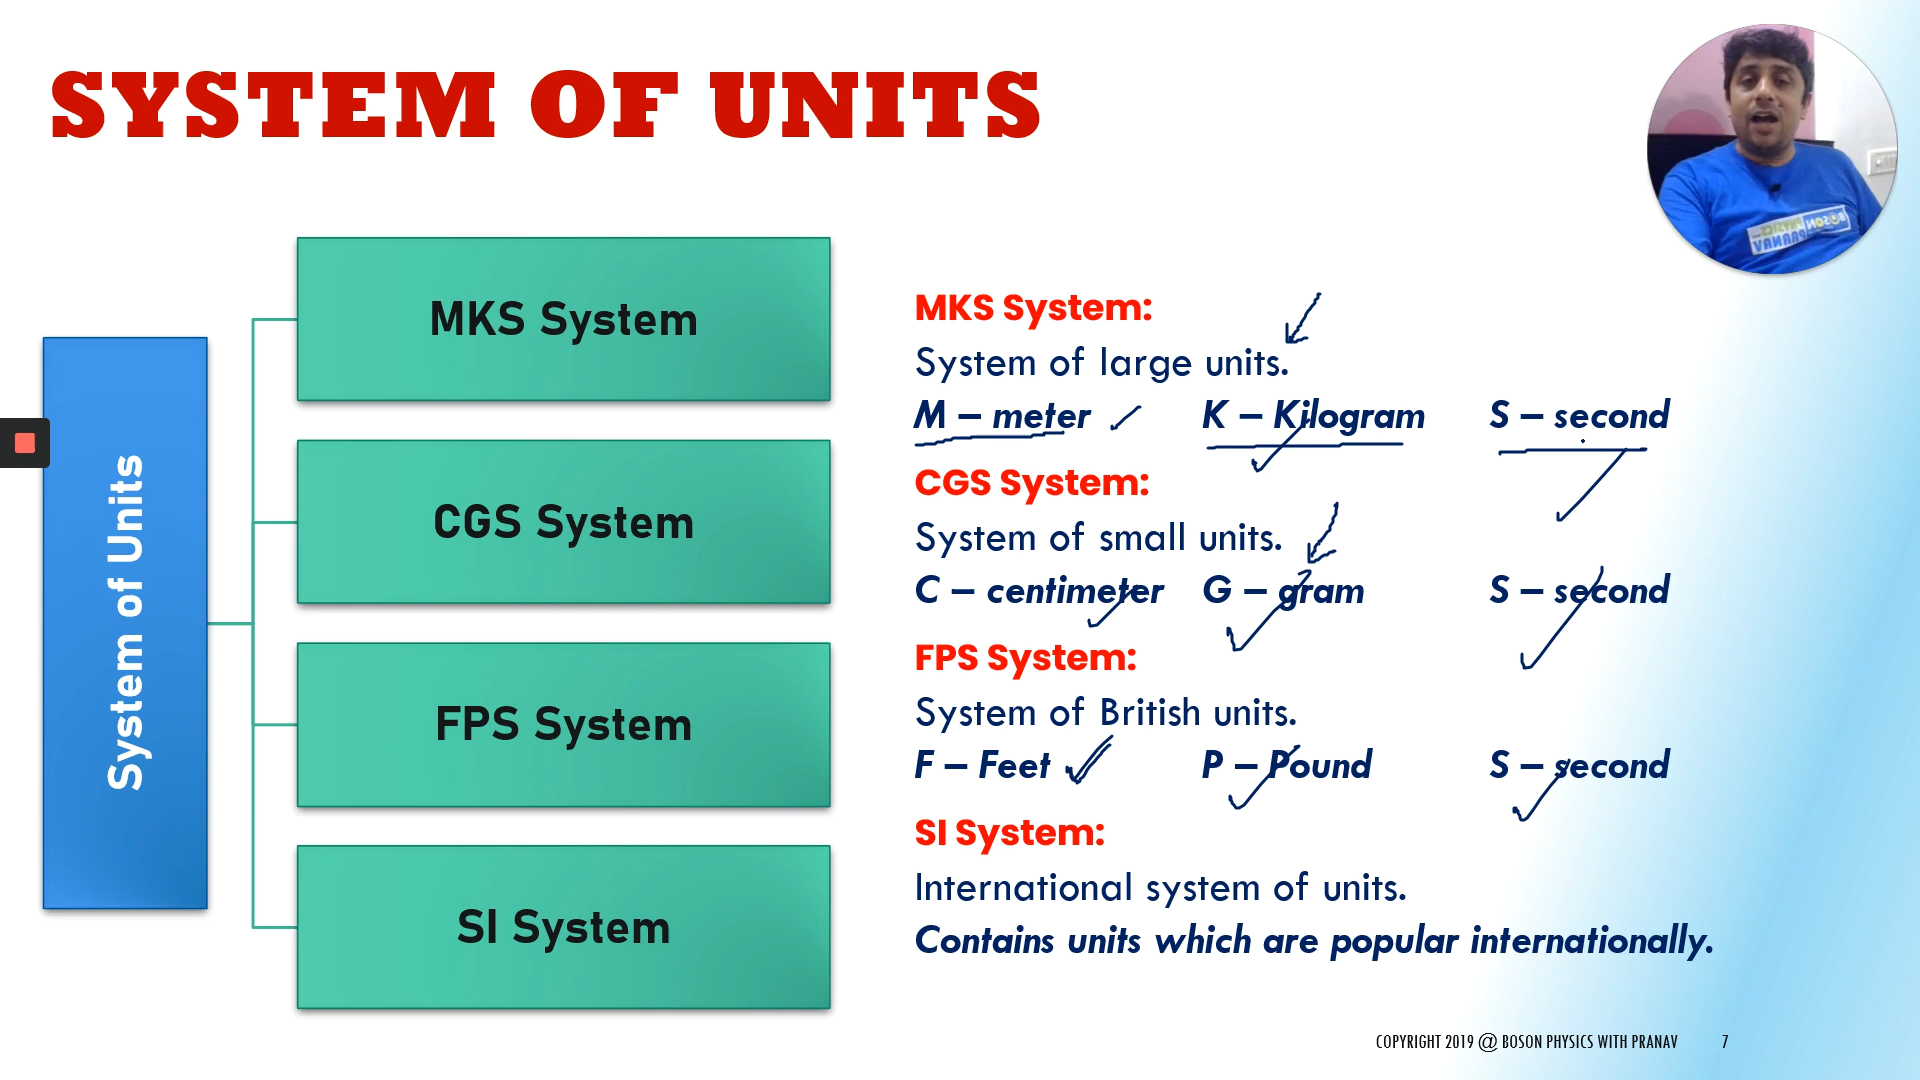 SYSTEM OF UNITS
System of Units
MKS System
CGS System
FPS System
SI System
MKS System:
System of large units.
M – meter K – Kilogram S – second
CGS System:
System of small units.
C – centimeter G – gram S – second
FPS System:
System of British units.
F – Feet P – Pound S – second
SI System:
International system of units.
Contains units which are popular internationally.
BOSON
PHYSICS
PRANAV
COPYRIGHT 2019 @ BOSON PHYSICS WITH PRANAV 7